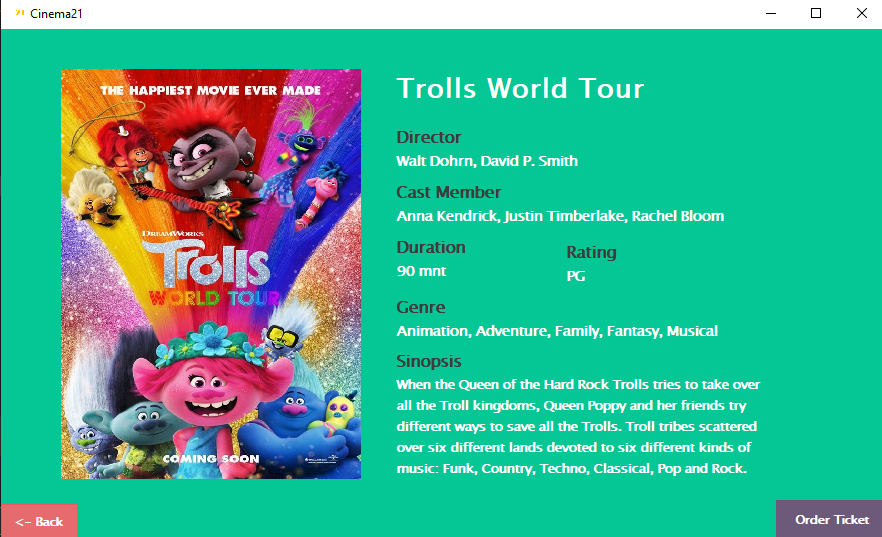 Cinema21
THE HAPPIEST MOVIE EVER MADE
DREAMWORKS
Trolls
WORLD TOUR
COMING SOON
Trolls World Tour
Director
Walt Dohrn, David P. Smith
Cast Member
Anna Kendrick, Justin Timberlake, Rachel Bloom
Duration
90 mnt
Rating
PG
Genre
Animation, Adventure, Family, Fantasy, Musical
Sinopsis
When the Queen of the Hard Rock Trolls tries to take over
all the Troll kingdoms, Queen Poppy and her friends try
different ways to save all the Trolls. Troll tribes scattered
over six different lands devoted to six different kinds of
music: Funk, Country, Techno, Classical, Pop and Rock.
<- Back
Order Ticket